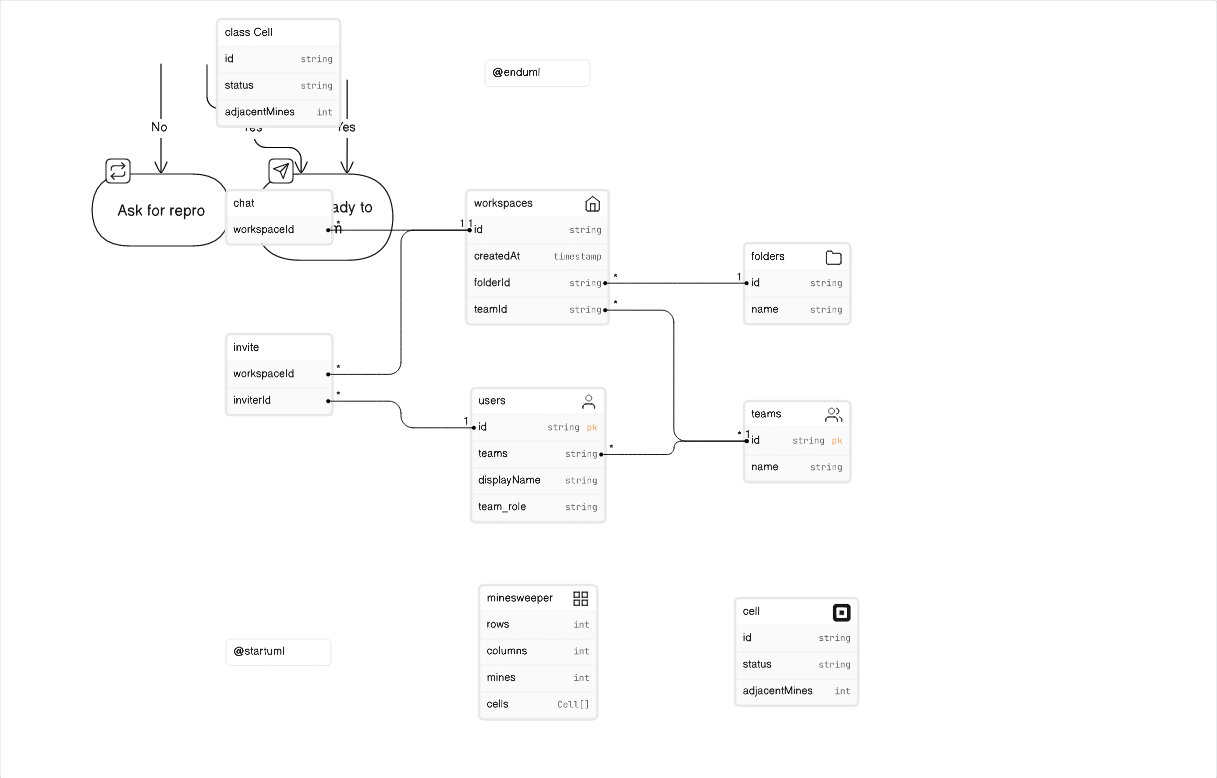 class Cell
id string
status string
adjacentMines int
@enduml
No
Yes
Yes
Ask for repro
chat
workspaceId *
workspaces
1 1
id string
createdAt timestamp
folderId string *
teamId string *
folders
1
id string
name string
invite
workspaceId *
inviterId *
users
1
id string pk
teams string *
displayName string
team_role string
teams
* 1
id string pk
name string
minesweeper
rows int
columns int
mines int
cells Cell[]
cell
id string
status string
adjacentMines int
@startuml